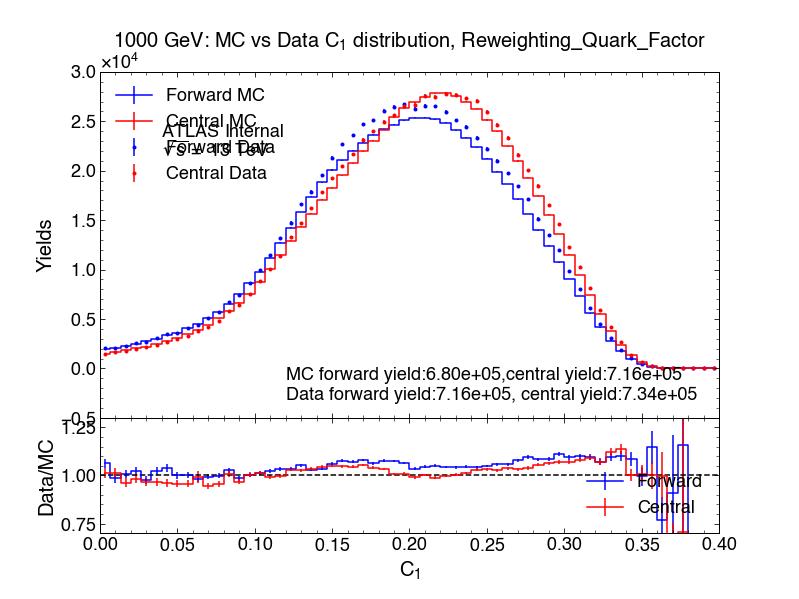 1000 GeV: MC vs Data C1 distribution, Reweighting_Quark_Factor
×10^4
3.0
2.5
2.0
1.5
1.0
0.5
0.0
0.5
Yields
Forward MC
Central MC
ATLAS Internal
Forward Data
√s = 13 TeV
Central Data
MC forward yield:6.80e+05,central yield:7.16e+05
Data forward yield:7.16e+05, central yield:7.34e+05
1.25
1.00
0.75
Data/MC
Forward
Central
0.00 0.05 0.10 0.15 0.20 0.25 0.30 0.35 0.40
C1